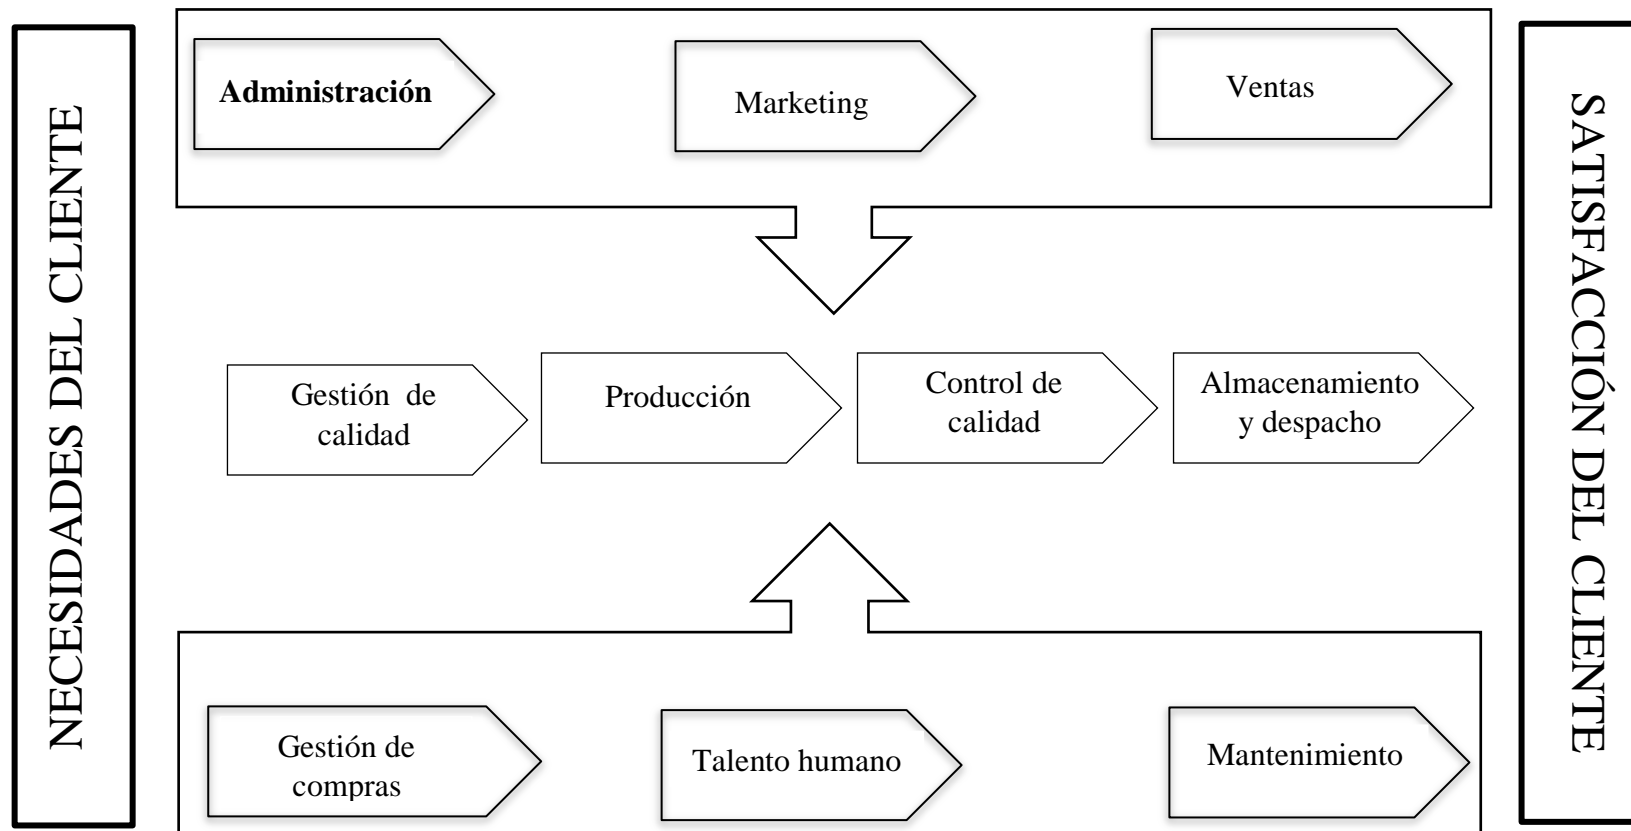 NECESIDADES DEL CLIENTE
Administración
Marketing
Ventas
Gestión de
calidad
Producción
Control de
calidad
Almacenamiento
y despacho
Gestión de
compras
Talento humano
Mantenimiento
SATISFACCIÓN DEL CLIENTE